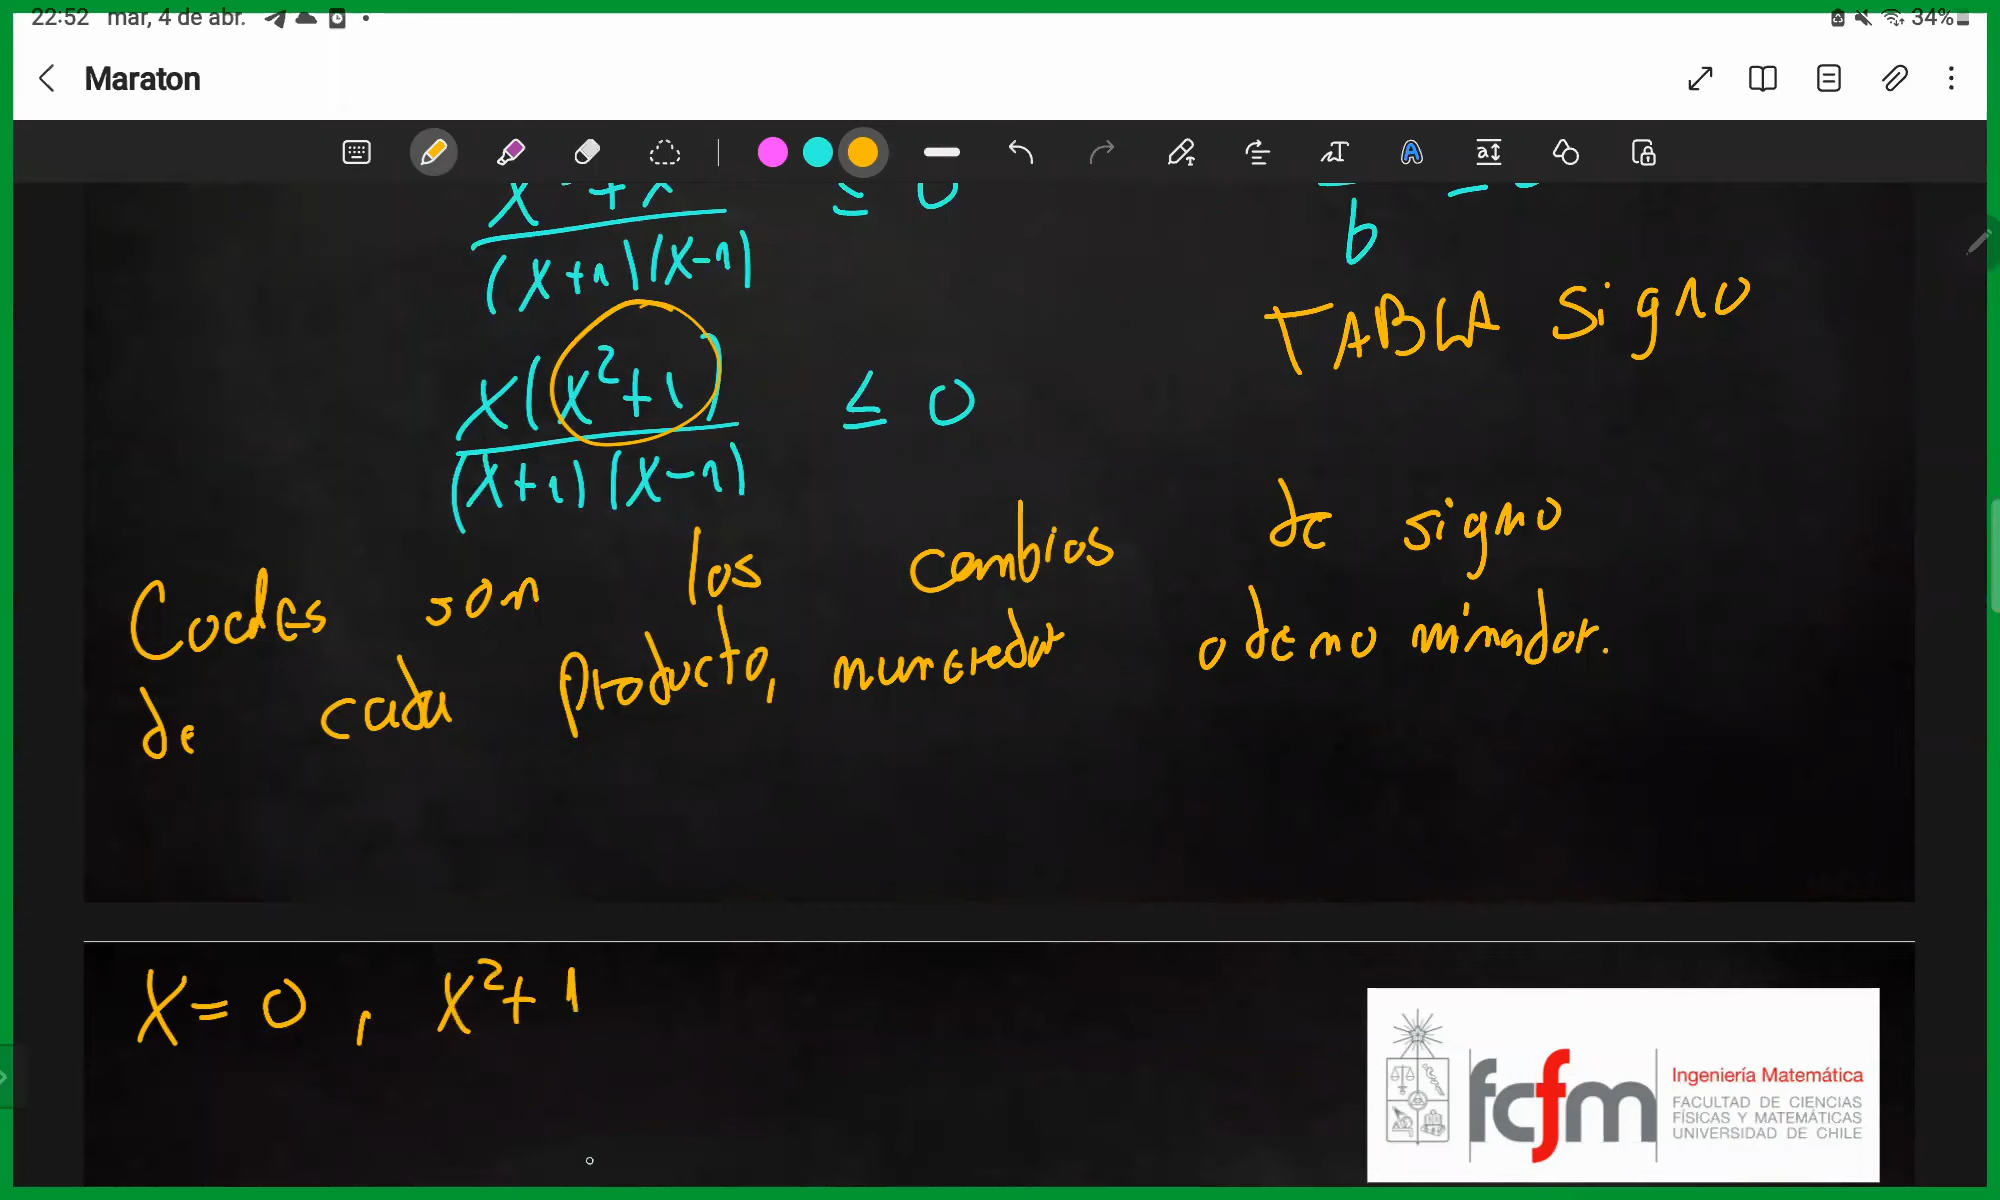 22:52 mar, 4 de abr. 34%
Maraton
≤ 0
(x+1)(x-1)
b
TABLA signo
x(x²+1) ≤ 0
(x+1)(x-1)
Cuales son los cambios de signo
de cada producto, numerador o denominador.
x = 0, x²+1
fcfm
Ingeniería Matemática
FACULTAD DE CIENCIAS
FÍSICAS Y MATEMÁTICAS
UNIVERSIDAD DE CHILE